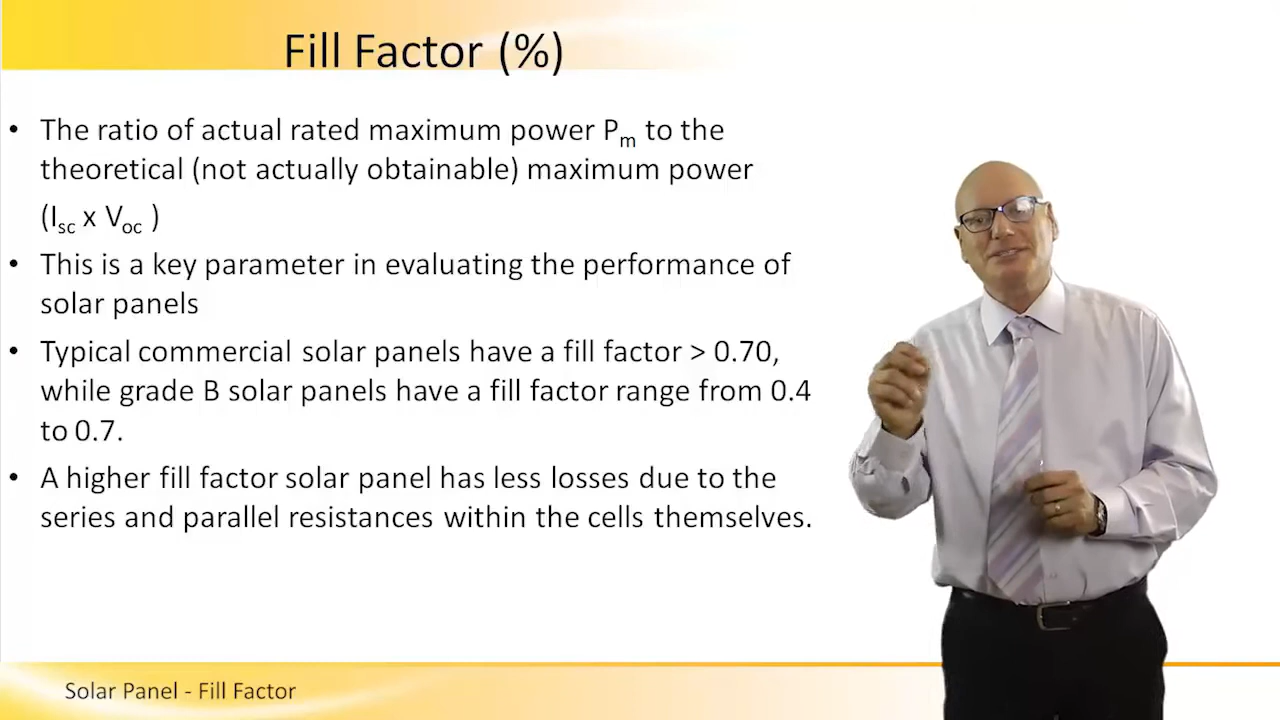 Fill Factor (%)
• The ratio of actual rated maximum power Pm to the
theoretical (not actually obtainable) maximum power
(Isc x Voc )
• This is a key parameter in evaluating the performance of
solar panels
• Typical commercial solar panels have a fill factor > 0.70,
while grade B solar panels have a fill factor range from 0.4
to 0.7.
• A higher fill factor solar panel has less losses due to the
series and parallel resistances within the cells themselves.
Solar Panel - Fill Factor